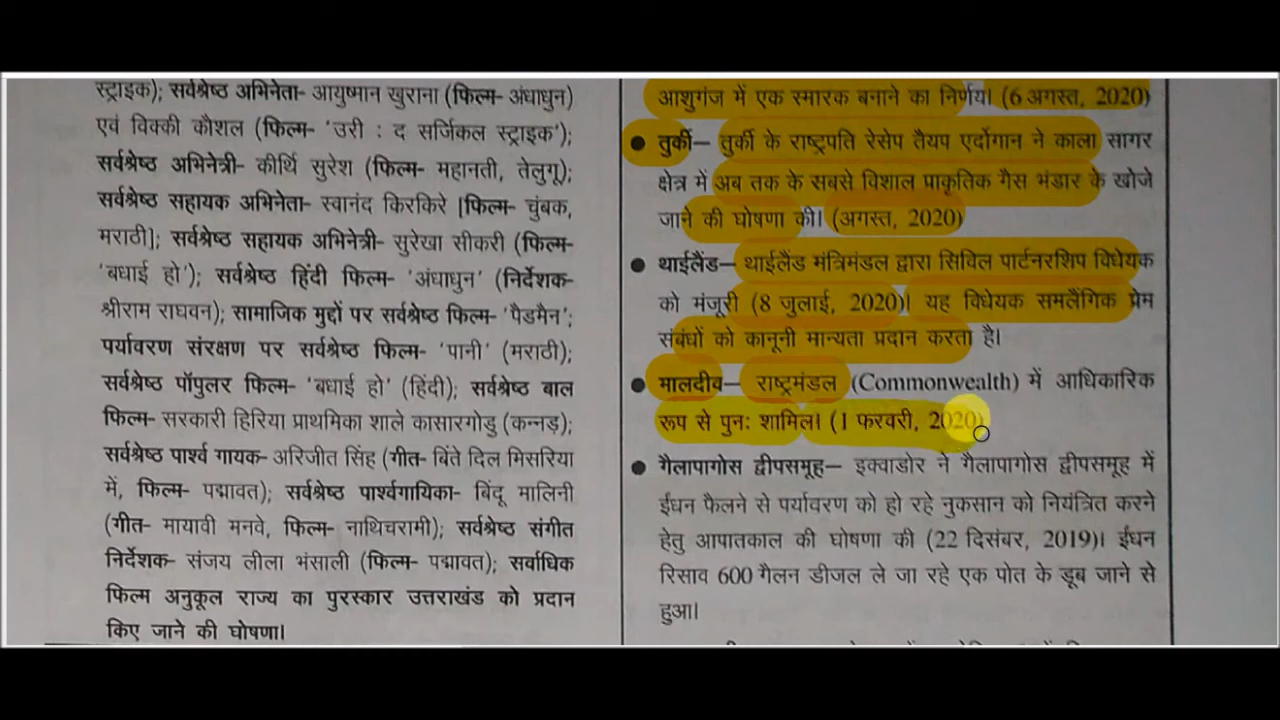 स्ट्राइक); सर्वश्रेष्ठ अभिनेता- आयुष्मान खुराना (फिल्म- अंधाधुन)
एवं विक्की कौशल (फिल्म- 'उरी : द सर्जिकल स्ट्राइक');
सर्वश्रेष्ठ अभिनेत्री- कीर्थि सुरेश (फिल्म- महानती, तेलुगू);
सर्वश्रेष्ठ सहायक अभिनेता- स्वानंद किरकिरे [फिल्म- चुंबक,
मराठी]; सर्वश्रेष्ठ सहायक अभिनेत्री- सुरेखा सीकरी (फिल्म-
'बधाई हो'); सर्वश्रेष्ठ हिंदी फिल्म- 'अंधाधुन' (निर्देशक-
श्रीराम राघवन); सामाजिक मुद्दों पर सर्वश्रेष्ठ फिल्म- 'पैडमैन';
पर्यावरण संरक्षण पर सर्वश्रेष्ठ फिल्म- 'पानी' (मराठी);
सर्वश्रेष्ठ पॉपुलर फिल्म- 'बधाई हो' (हिंदी); सर्वश्रेष्ठ बाल
फिल्म- सरकारी हिरिया प्राथमिका शाले कासारगोडु (कन्नड़);
सर्वश्रेष्ठ पार्श्व गायक- अरिजीत सिंह (गीत- बिंते दिल मिसरिया
में, फिल्म- पद्मावत); सर्वश्रेष्ठ पार्श्वगायिका- बिंदू मालिनी
(गीत- मायावी मनवे, फिल्म- नाथिचरामी); सर्वश्रेष्ठ संगीत
निर्देशक- संजय लीला भंसाली (फिल्म- पद्मावत); सर्वाधिक
फिल्म अनुकूल राज्य का पुरस्कार उत्तराखंड को प्रदान
किए जाने की घोषणा।
आशुगंज में एक स्मारक बनाने का निर्णय। (6 अगस्त, 2020)
● तुर्की– तुर्की के राष्ट्रपति रेसेप तैयप एर्दोगान ने काला सागर
क्षेत्र में अब तक के सबसे विशाल प्राकृतिक गैस भंडार के खोजे
जाने की घोषणा की। (अगस्त, 2020)
● थाईलैंड– थाईलैंड मंत्रिमंडल द्वारा सिविल पार्टनरशिप विधेयक
को मंजूरी (8 जुलाई, 2020)। यह विधेयक समलैंगिक प्रेम
संबंधों को कानूनी मान्यता प्रदान करता है।
● मालदीव– राष्ट्रमंडल (Commonwealth) में आधिकारिक
रूप से पुनः शामिल। (1 फरवरी, 2020)
● गैलापागोस द्वीपसमूह– इक्वाडोर ने गैलापागोस द्वीपसमूह में
ईंधन फैलने से पर्यावरण को हो रहे नुकसान को नियंत्रित करने
हेतु आपातकाल की घोषणा की (22 दिसंबर, 2019)। ईंधन
रिसाव 600 गैलन डीजल ले जा रहे एक पोत के डूब जाने से
हुआ।